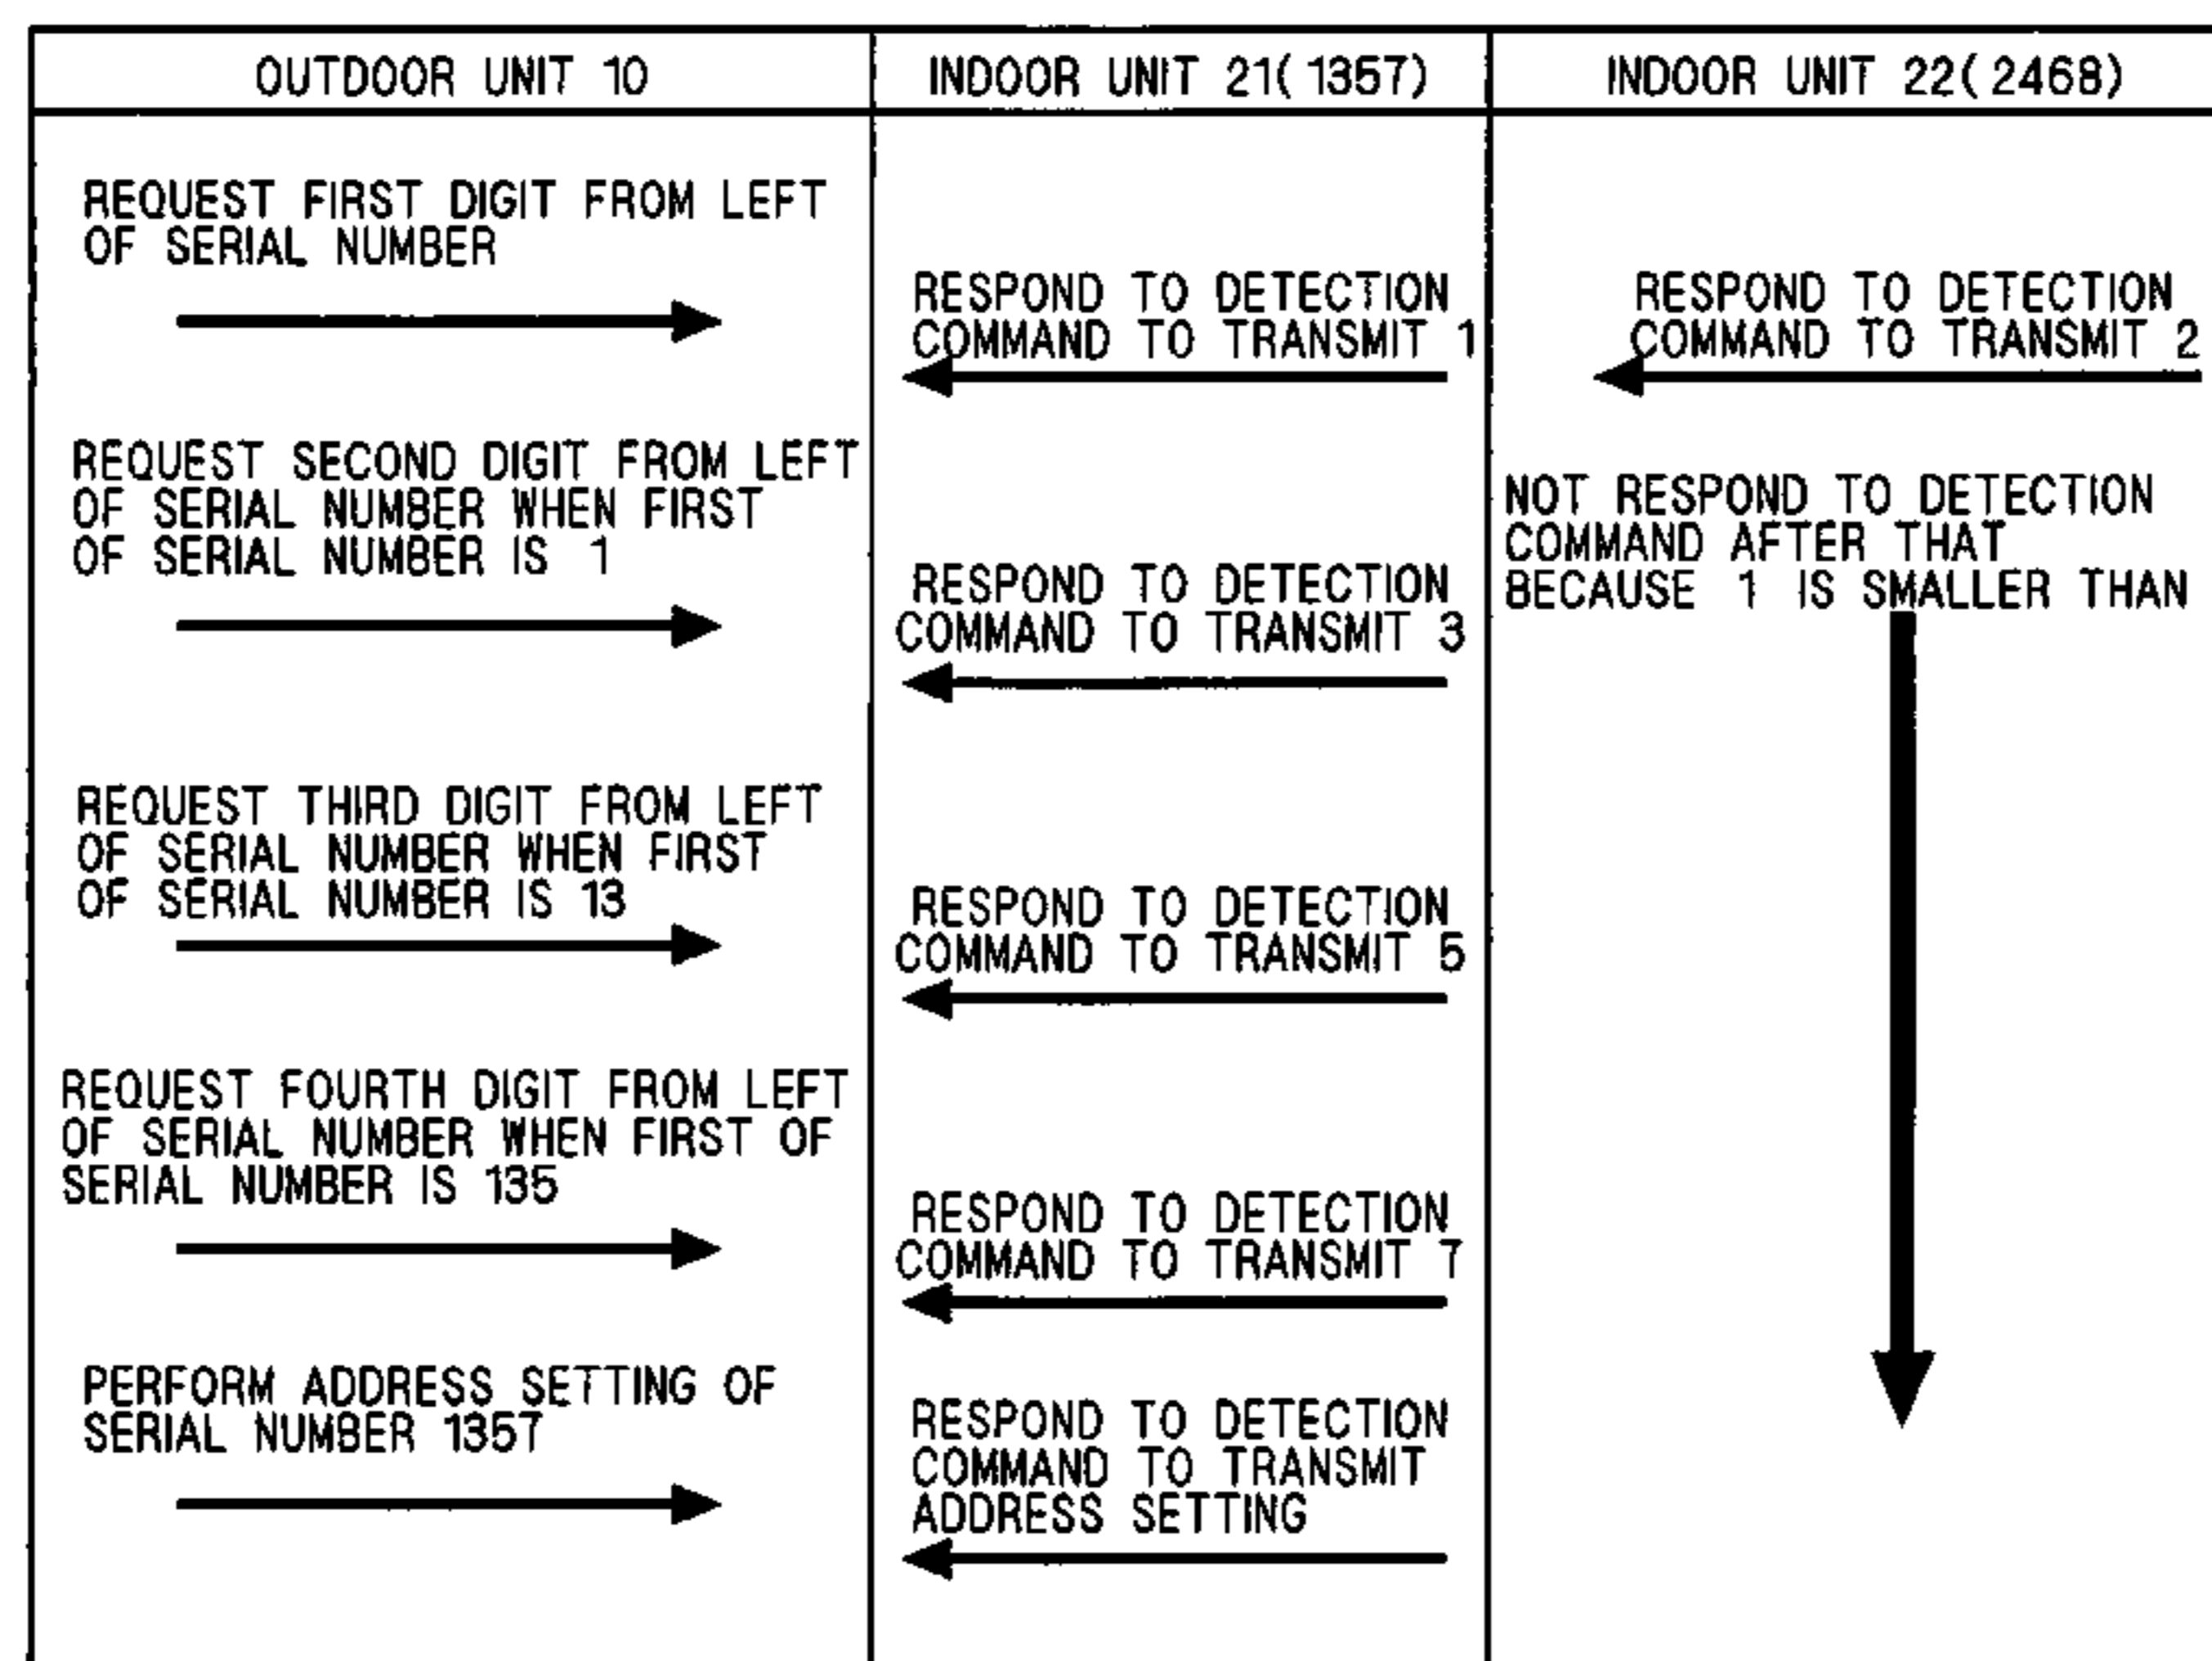 OUTDOOR UNIT 10
INDOOR UNIT 21(1357)
INDOOR UNIT 22(2468)
REQUEST FIRST DIGIT FROM LEFT
OF SERIAL NUMBER
RESPOND TO DETECTION
COMMAND TO TRANSMIT 1
RESPOND TO DETECTION
COMMAND TO TRANSMIT 2
REQUEST SECOND DIGIT FROM LEFT
OF SERIAL NUMBER WHEN FIRST
OF SERIAL NUMBER IS 1
NOT RESPOND TO DETECTION
COMMAND AFTER THAT
BECAUSE 1 IS SMALLER THAN
RESPOND TO DETECTION
COMMAND TO TRANSMIT 3
REQUEST THIRD DIGIT FROM LEFT
OF SERIAL NUMBER WHEN FIRST
OF SERIAL NUMBER IS 13
RESPOND TO DETECTION
COMMAND TO TRANSMIT 5
REQUEST FOURTH DIGIT FROM LEFT
OF SERIAL NUMBER WHEN FIRST OF
SERIAL NUMBER IS 135
RESPOND TO DETECTION
COMMAND TO TRANSMIT 7
PERFORM ADDRESS SETTING OF
SERIAL NUMBER 1357
RESPOND TO DETECTION
COMMAND TO TRANSMIT
ADDRESS SETTING